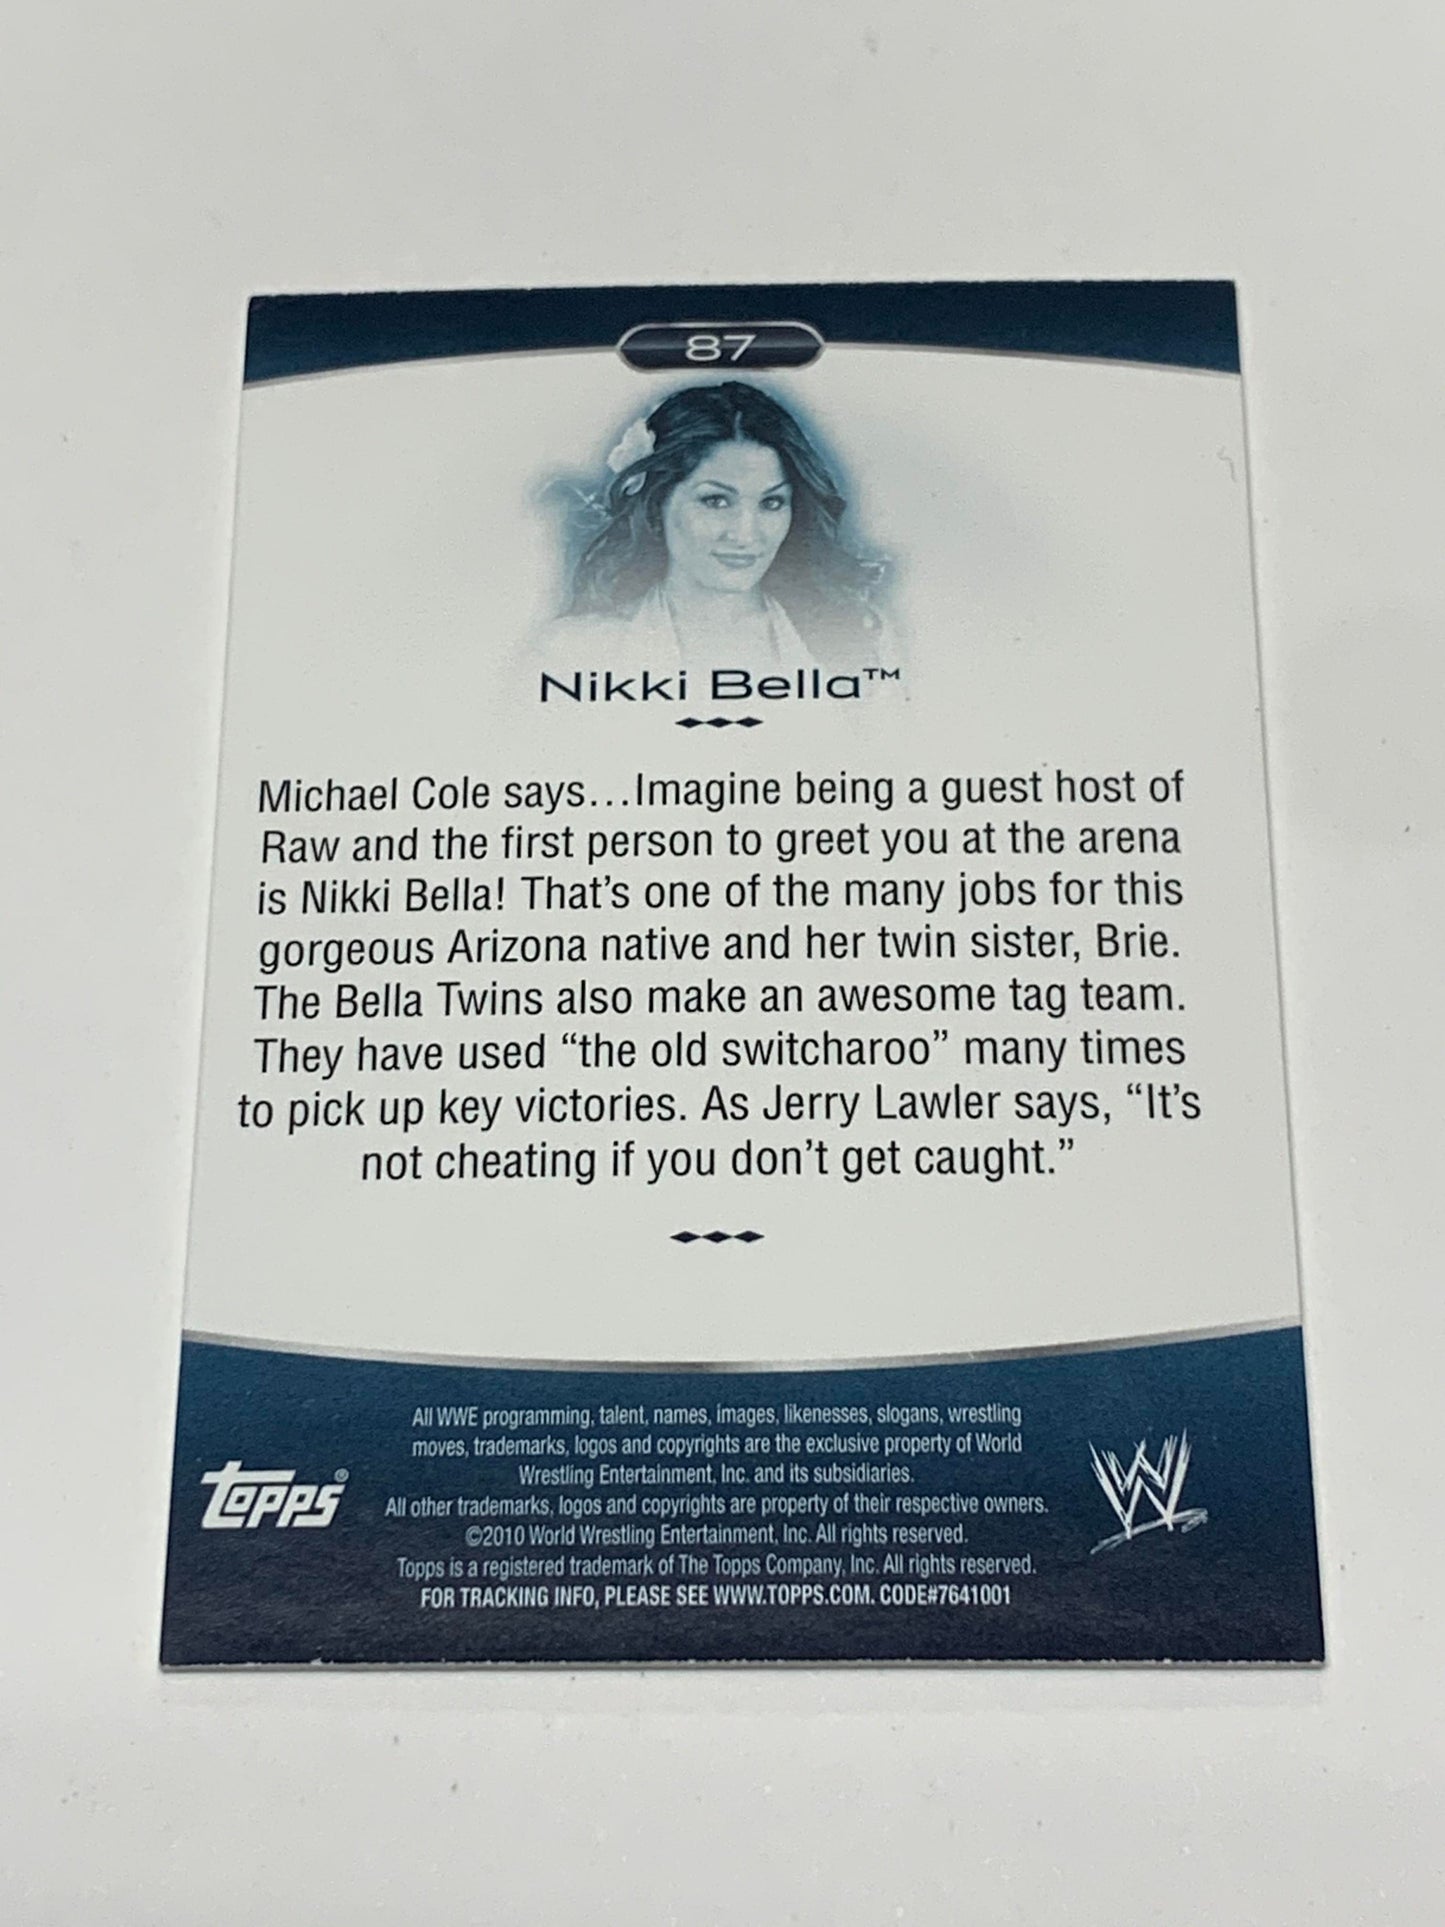 87
Nikki Bella™
Michael Cole says...Imagine being a guest host of
Raw and the first person to greet you at the arena
is Nikki Bella! That's one of the many jobs for this
gorgeous Arizona native and her twin sister, Brie.
The Bella Twins also make an awesome tag team.
They have used “the old switcharoo” many times
to pick up key victories. As Jerry Lawler says, “It's
not cheating if you don't get caught.”
All WWE programming, talent, names, images, likenesses, slogans, wrestling
moves, trademarks, logos and copyrights are the exclusive property of World
Wrestling Entertainment, Inc. and its subsidiaries.
All other trademarks, logos and copyrights are property of their respective owners.
©2010 World Wrestling Entertainment, Inc. All rights reserved.
Topps is a registered trademark of The Topps Company, Inc. All rights reserved.
FOR TRACKING INFO, PLEASE SEE WWW.TOPPS.COM. CODE#7641001
Topps®
W